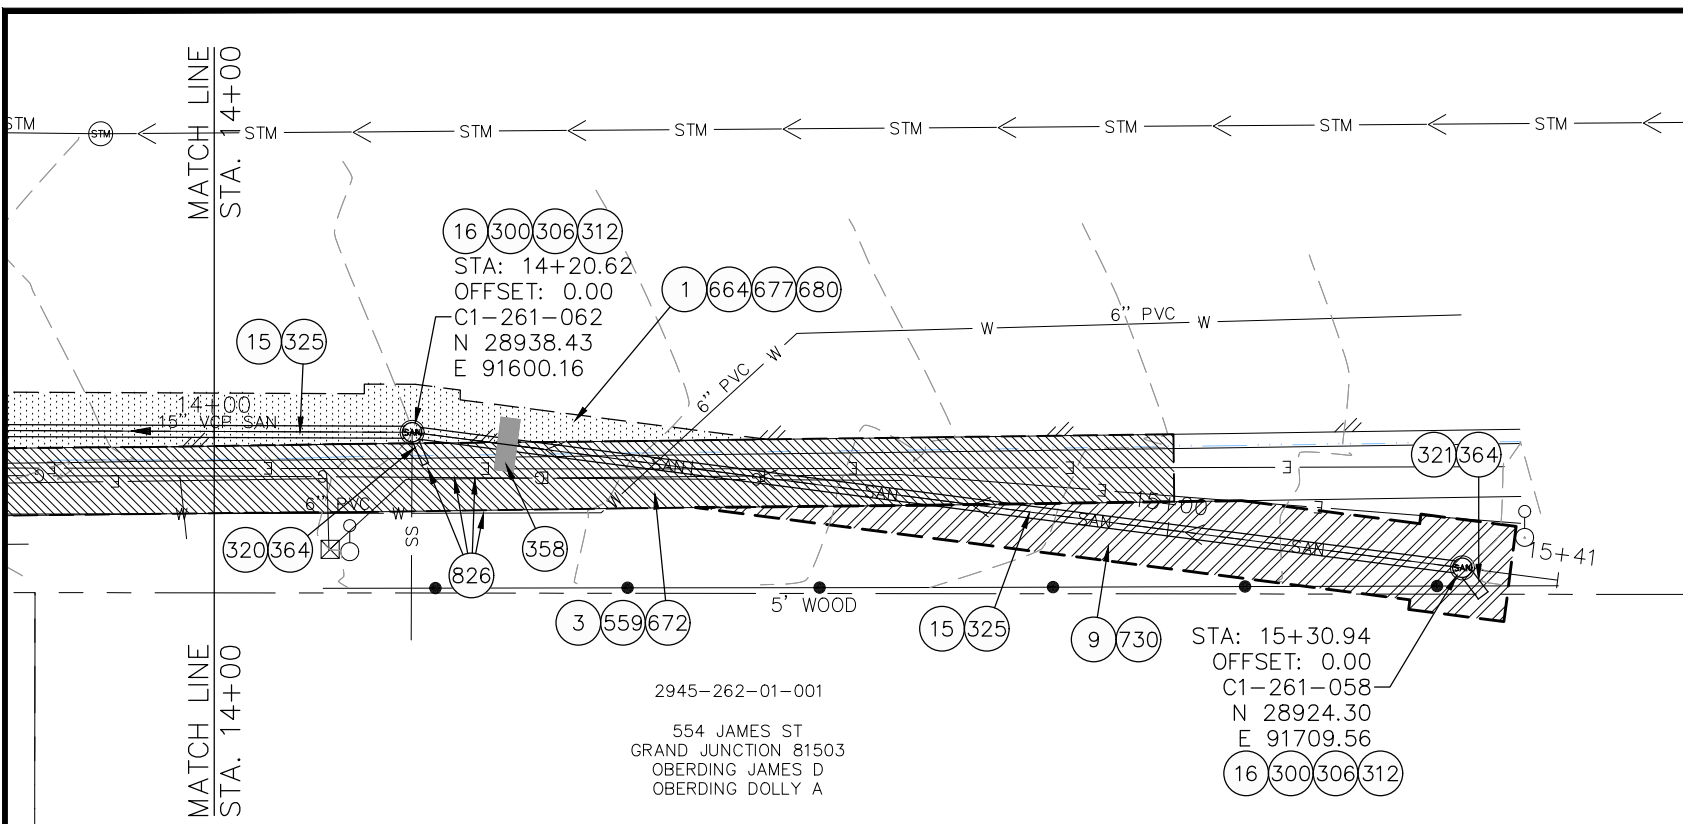 MATCH LINE
STA. 14+00
STM
STM
STM
STM
STM
STM
STM
STM
STM
16 300 306 312
STA: 14+20.62
OFFSET: 0.00
C1-261-062
N 28938.43
E 91600.16
1 664 677 680
6" PVC
W
W
W
6" PVC
15 325
14+00
15" VCP SAN
SAN
321 364
E
E
E
E
E
E
E
E
E
G
G
G
G
SAN
SAN
SAN
SAN
15+00
6" PVC
W
W
W
SS
320 364
826
358
15+41
SAN
5' WOOD
3 559 672
15 325
9 730
STA: 15+30.94
OFFSET: 0.00
C1-261-058
N 28924.30
E 91709.56
16 300 306 312
2945-262-01-001
554 JAMES ST
GRAND JUNCTION 81503
OBERDING JAMES D
OBERDING DOLLY A
MATCH LINE
STA. 14+00